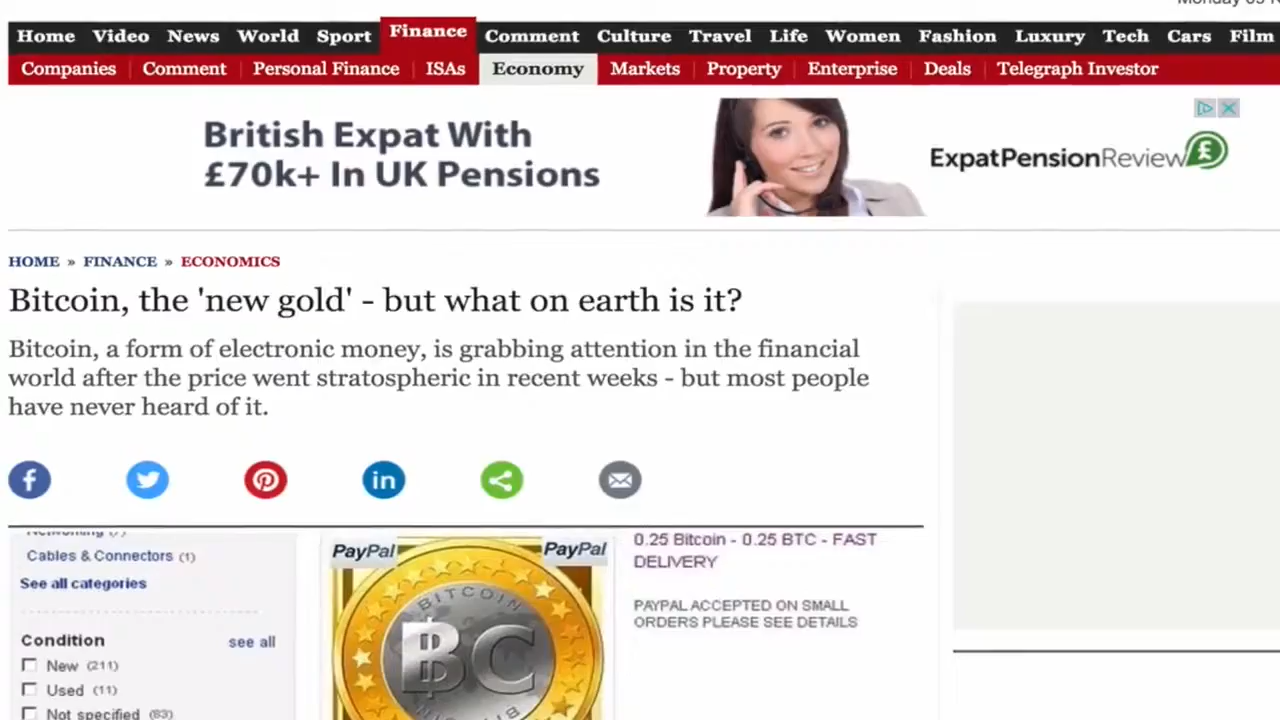 Home Video News World Sport Finance Comment Culture Travel Life Women Fashion Luxury Tech Cars Film
Companies Comment Personal Finance ISAs Economy Markets Property Enterprise Deals Telegraph Investor
British Expat With
£70k+ In UK Pensions
ExpatPensionReview £
HOME » FINANCE » ECONOMICS
Bitcoin, the 'new gold' - but what on earth is it?
Bitcoin, a form of electronic money, is grabbing attention in the financial
world after the price went stratospheric in recent weeks - but most people
have never heard of it.
Cables & Connectors (1)
See all categories
Condition see all
New (211)
Used (11)
Not specified (83)
PayPal PayPal
BITCOIN
BC
0.25 Bitcoin - 0.25 BTC - FAST
DELIVERY
PAYPAL ACCEPTED ON SMALL
ORDERS PLEASE SEE DETAILS